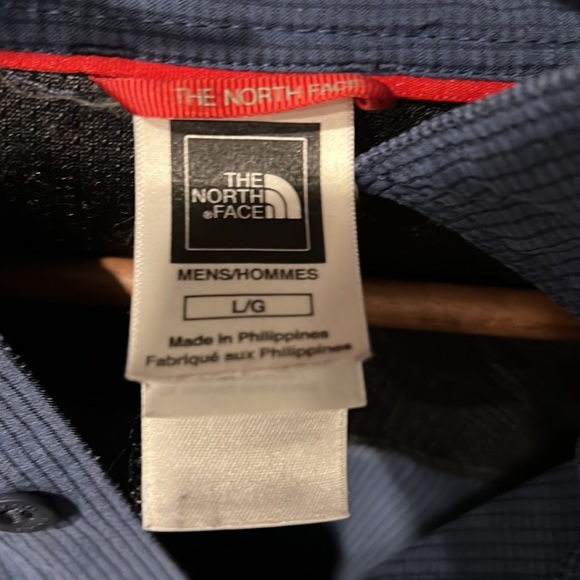 THE NORTH FACE
THE
NORTH
®FACE
MENS/HOMMES
L/G
Made in Philippines
Fabriqué aux Philippines